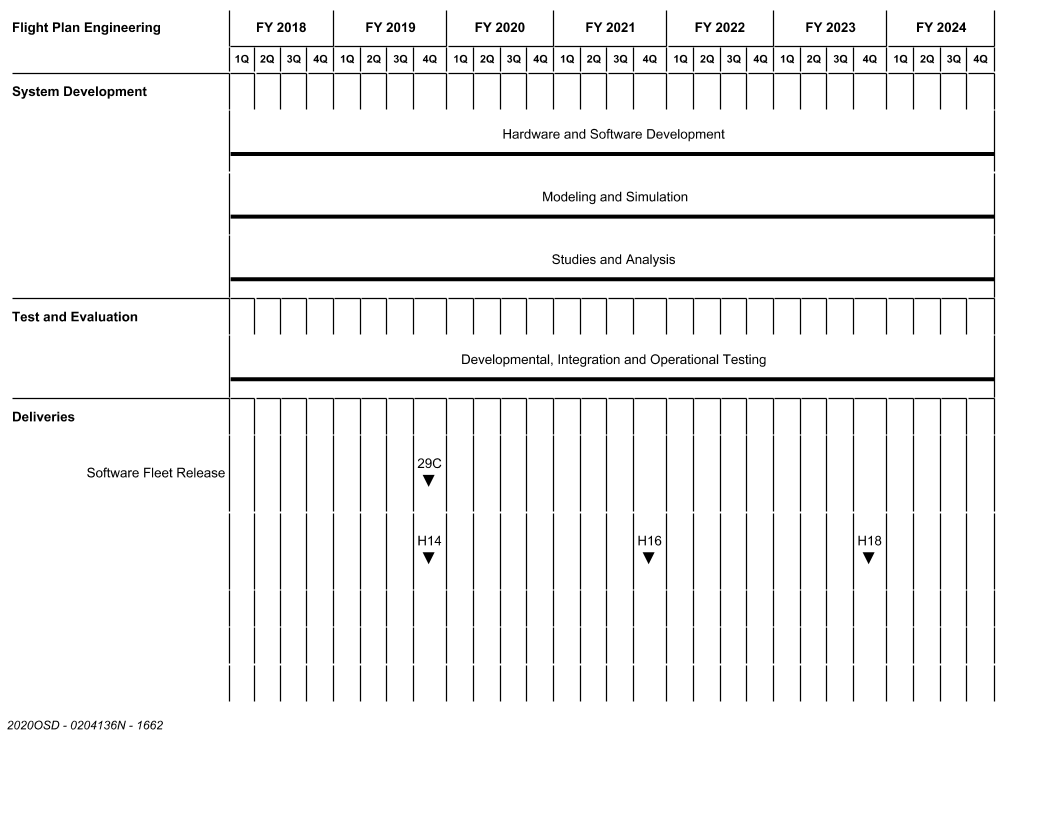 Flight Plan Engineering FY 2018 FY 2019 FY 2020 FY 2021 FY 2022 FY 2023 FY 2024
1Q 2Q 3Q 4Q 1Q 2Q 3Q 4Q 1Q 2Q 3Q 4Q 1Q 2Q 3Q 4Q 1Q 2Q 3Q 4Q 1Q 2Q 3Q 4Q 1Q 2Q 3Q 4Q
System Development
Hardware and Software Development
Modeling and Simulation
Studies and Analysis
Test and Evaluation
Developmental, Integration and Operational Testing
Deliveries
29C
Software Fleet Release
H14 H16 H18
2020OSD - 0204136N - 1662